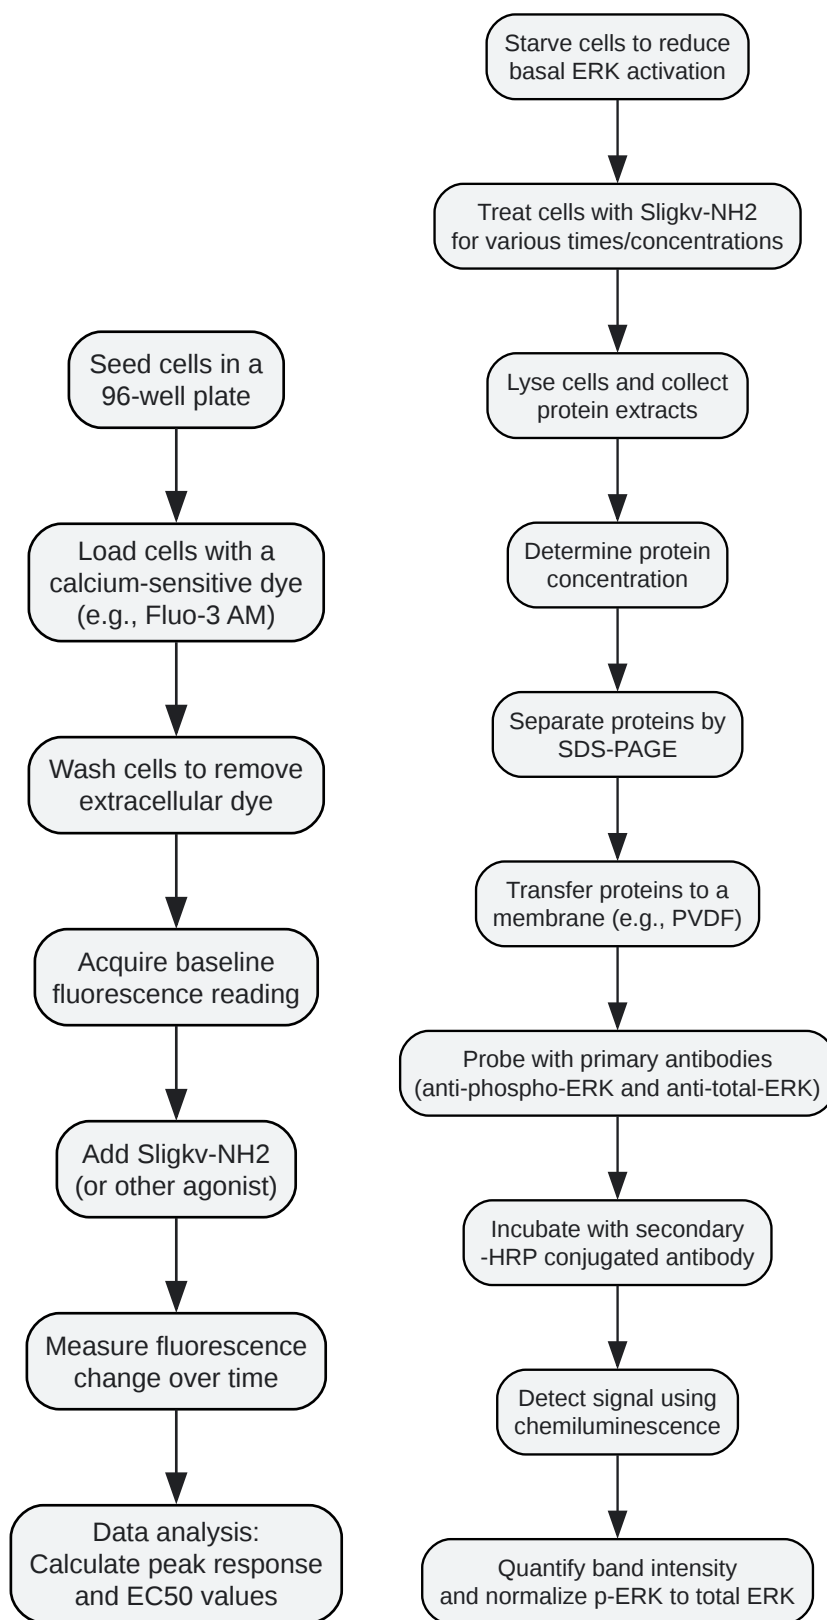 Seed cells in a
96-well plate
Load cells with a
calcium-sensitive dye
(e.g., Fluo-3 AM)
Wash cells to remove
extracellular dye
Acquire baseline
fluorescence reading
Add Sligkv-NH2
(or other agonist)
Measure fluorescence
change over time
Data analysis:
Calculate peak response
and EC50 values
Starve cells to reduce
basal ERK activation
Treat cells with Sligkv-NH2
for various times/concentrations
Lyse cells and collect
protein extracts
Determine protein
concentration
Separate proteins by
SDS-PAGE
Transfer proteins to a
membrane (e.g., PVDF)
Probe with primary antibodies
(anti-phospho-ERK and anti-total-ERK)
Incubate with secondary
-HRP conjugated antibody
Detect signal using
chemiluminescence
Quantify band intensity
and normalize p-ERK to total ERK